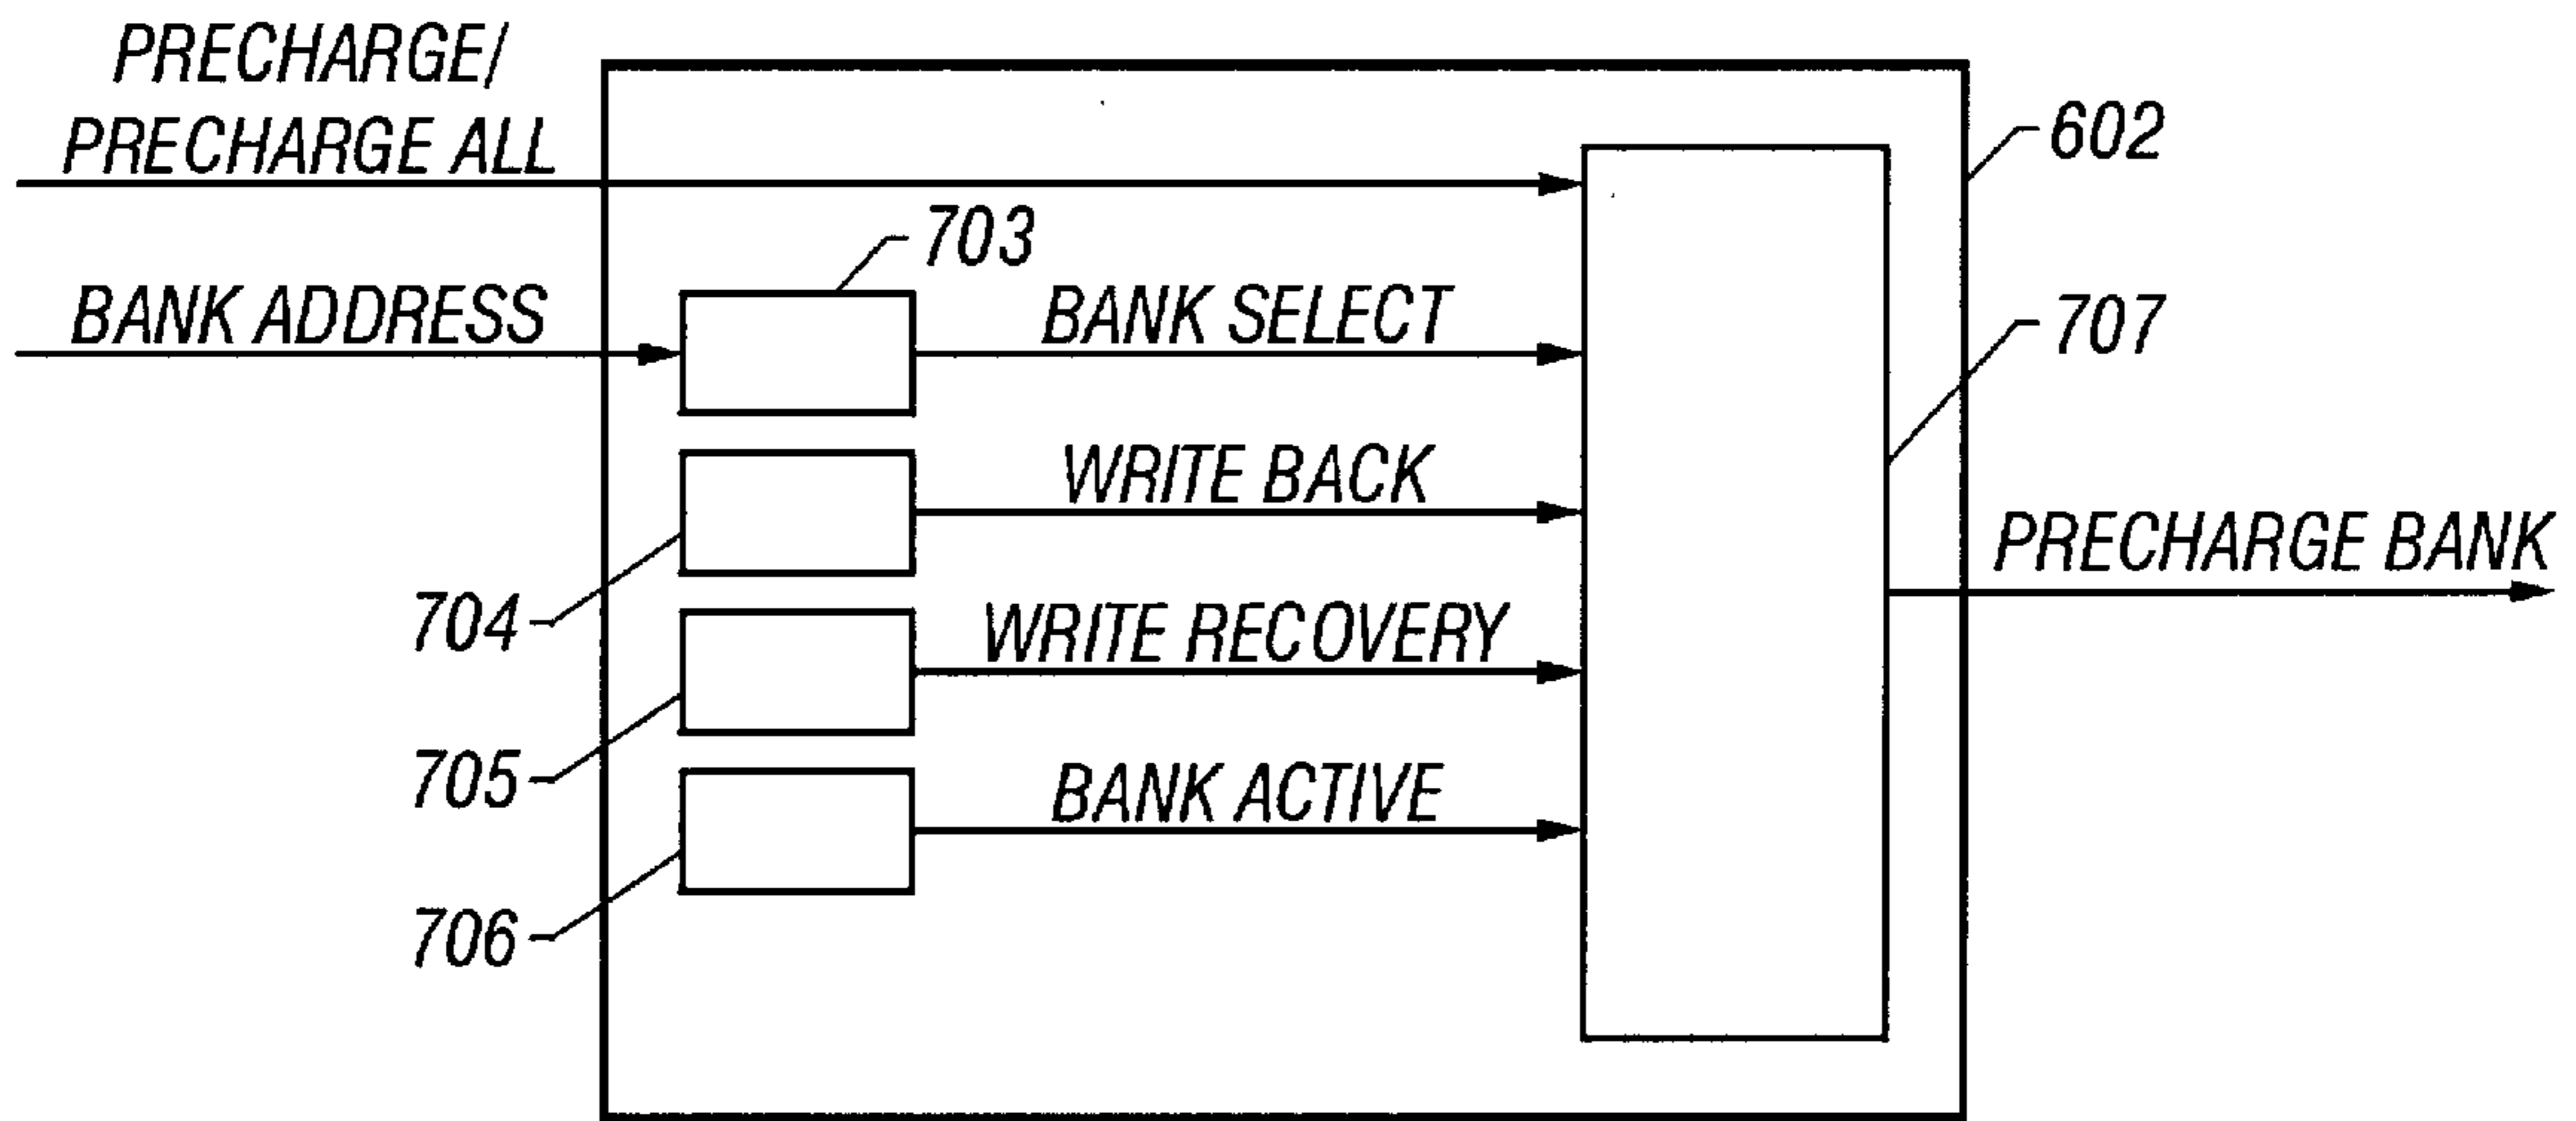 PRECHARGE/
PRECHARGE ALL
602
703
BANK ADDRESS
BANK SELECT
707
WRITE BACK
PRECHARGE BANK
704
WRITE RECOVERY
705
BANK ACTIVE
706